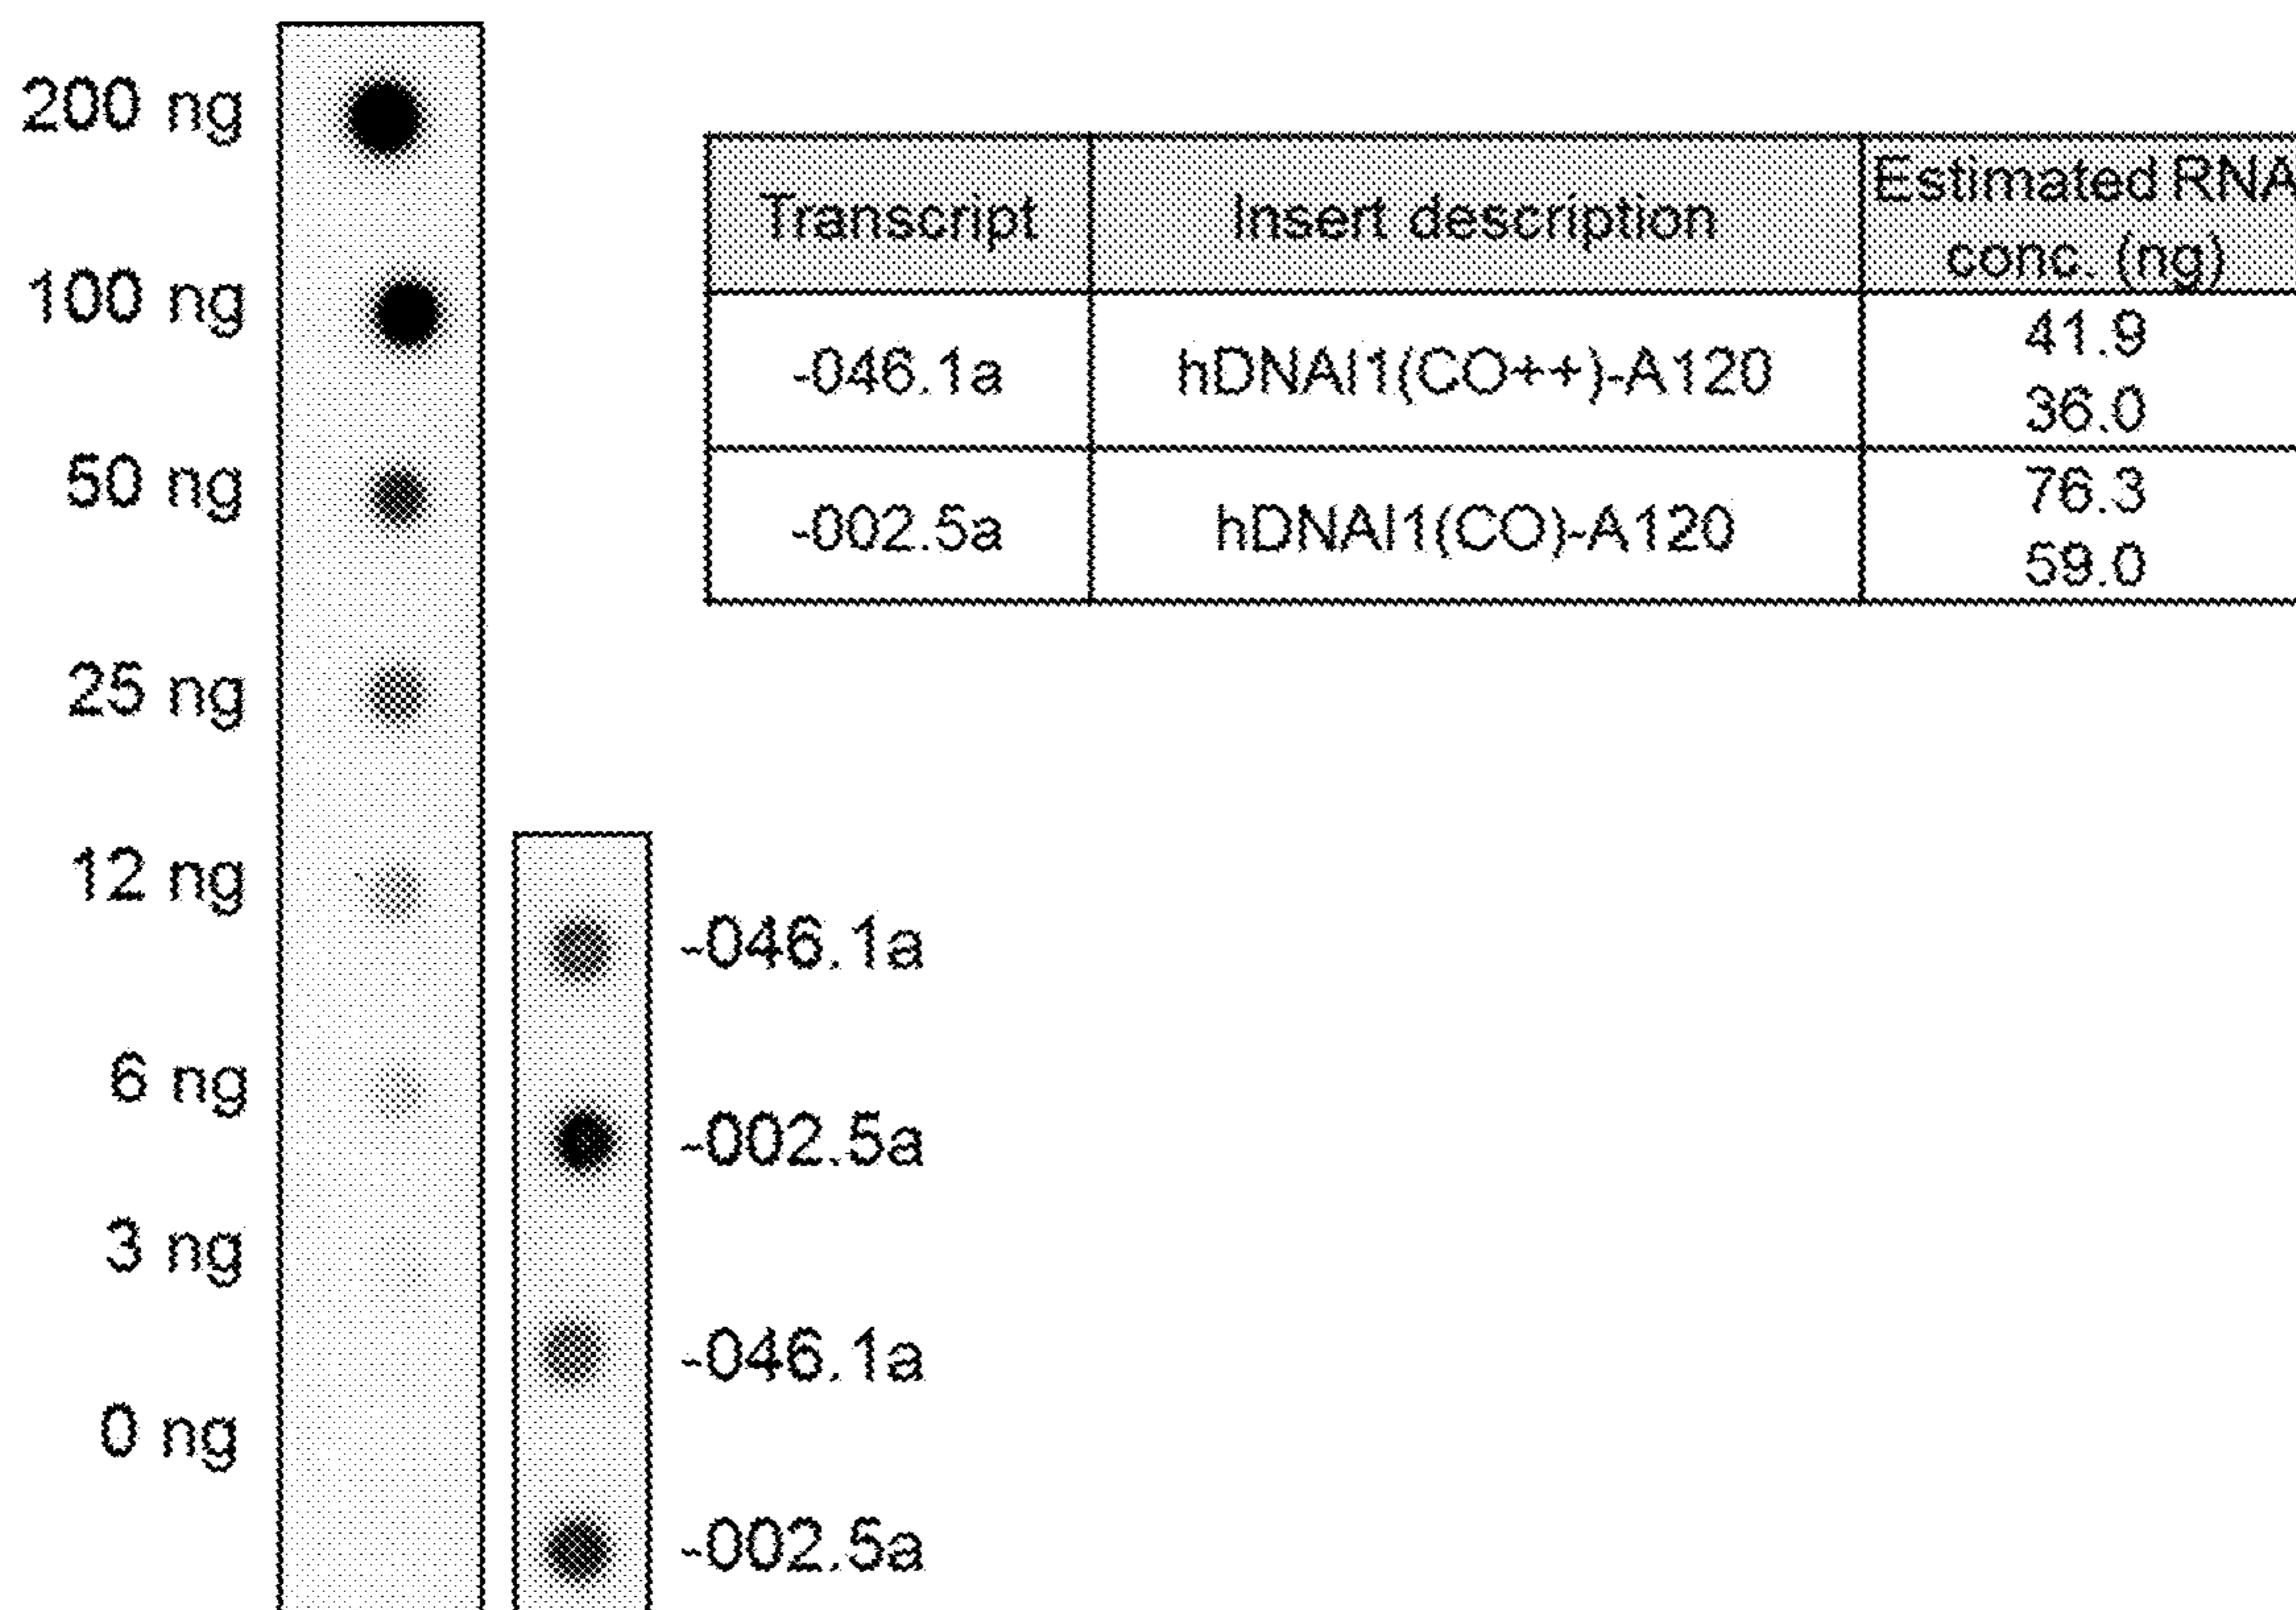 200 ng
100 ng
50 ng
25 ng
12 ng
6 ng
3 ng
0 ng
Transcript
Insert description
Estimated RNA
conc. (ng)
-046.1a
hDNAI1(CO++)-A120
41.9
36.0
-002.5a
hDNAI1(CO)-A120
76.3
59.0
-046.1a
-002.5a
-046.1a
-002.5a